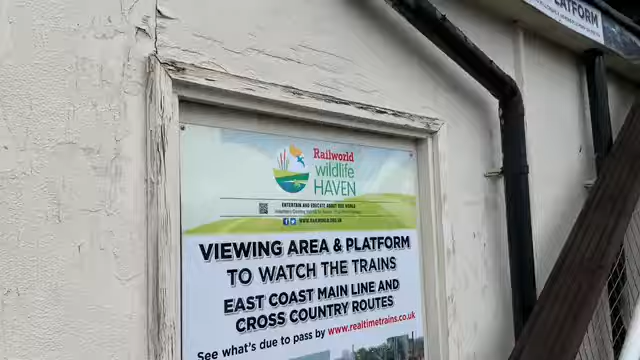 PLATFORM
Railworld
wildlife
HAVEN
ENTERTAIN AND EDUCATE ABOUT OUR WORLD
WWW.RAILWORLD.ORG.UK
VIEWING AREA & PLATFORM
TO WATCH THE TRAINS
EAST COAST MAIN LINE AND
CROSS COUNTRY ROUTES
See what's due to pass by www.realtimetrains.co.uk